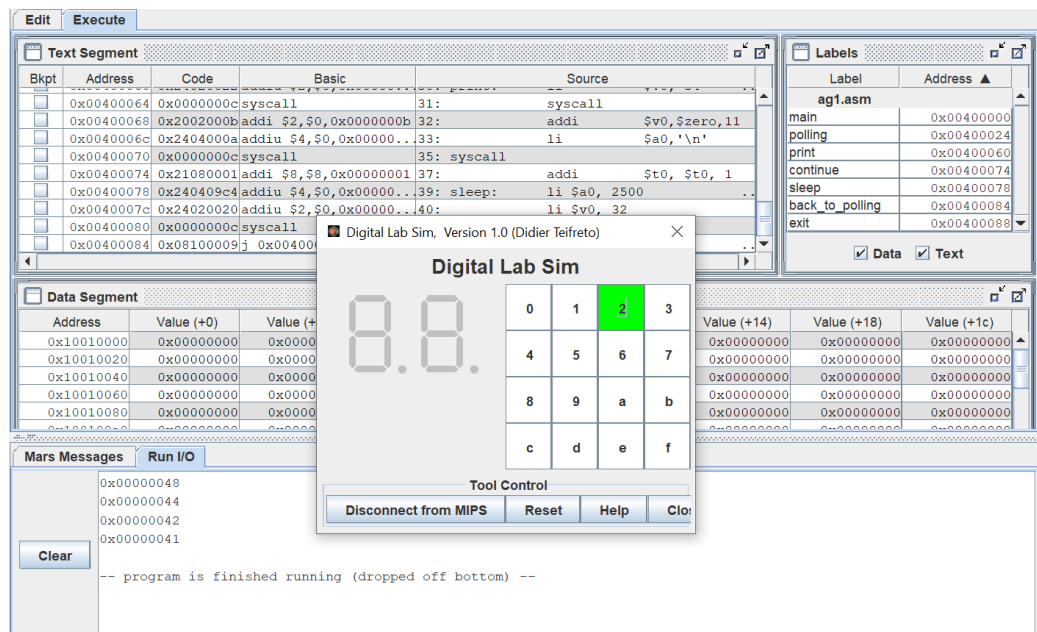 Edit Execute
Text Segment
Bkpt Address Code Basic Source
0x00400064 0x0000000c syscall 31: syscall
0x00400068 0x2002000b addi $2,$0,0x0000000b 32: addi $v0,$zero,11
0x0040006c 0x2404000a addiu $4,$0,0x00000... 33: li $a0,'\n'
0x00400070 0x0000000c syscall 35: syscall
0x00400074 0x21080001 addi $8,$8,0x00000001 37: addi $t0, $t0, 1
0x00400078 0x240409c4 addiu $4,$0,0x00000... 39: sleep: li $a0, 2500 ..
0x0040007c 0x24020020 addiu $2,$0,0x00000... 40: li $v0, 32
0x00400080 0x0000000c syscall
0x00400084 0x08100009 j 0x00400 ..
Labels
Label Address ▲
ag1.asm
main 0x00400000
polling 0x00400024
print 0x00400060
continue 0x00400074
sleep 0x00400078
back_to_polling 0x00400084
exit 0x00400088
Data Text
Data Segment
Address Value (+0) Value (+ Value (+14) Value (+18) Value (+1c)
0x10010000 0x00000000 0x0000 0x00000000 0x00000000 0x00000000
0x10010020 0x00000000 0x0000 0x00000000 0x00000000 0x00000000
0x10010040 0x00000000 0x0000 0x00000000 0x00000000 0x00000000
0x10010060 0x00000000 0x0000 0x00000000 0x00000000 0x00000000
0x10010080 0x00000000 0x0000 0x00000000 0x00000000 0x00000000
Digital Lab Sim, Version 1.0 (Didier Teifreto)
Digital Lab Sim
0 1 2 3
4 5 6 7
8 9 a b
c d e f
Tool Control
Disconnect from MIPS Reset Help Clo
Mars Messages Run I/O
Clear
0x00000048
0x00000044
0x00000042
0x00000041
-- program is finished running (dropped off bottom) --